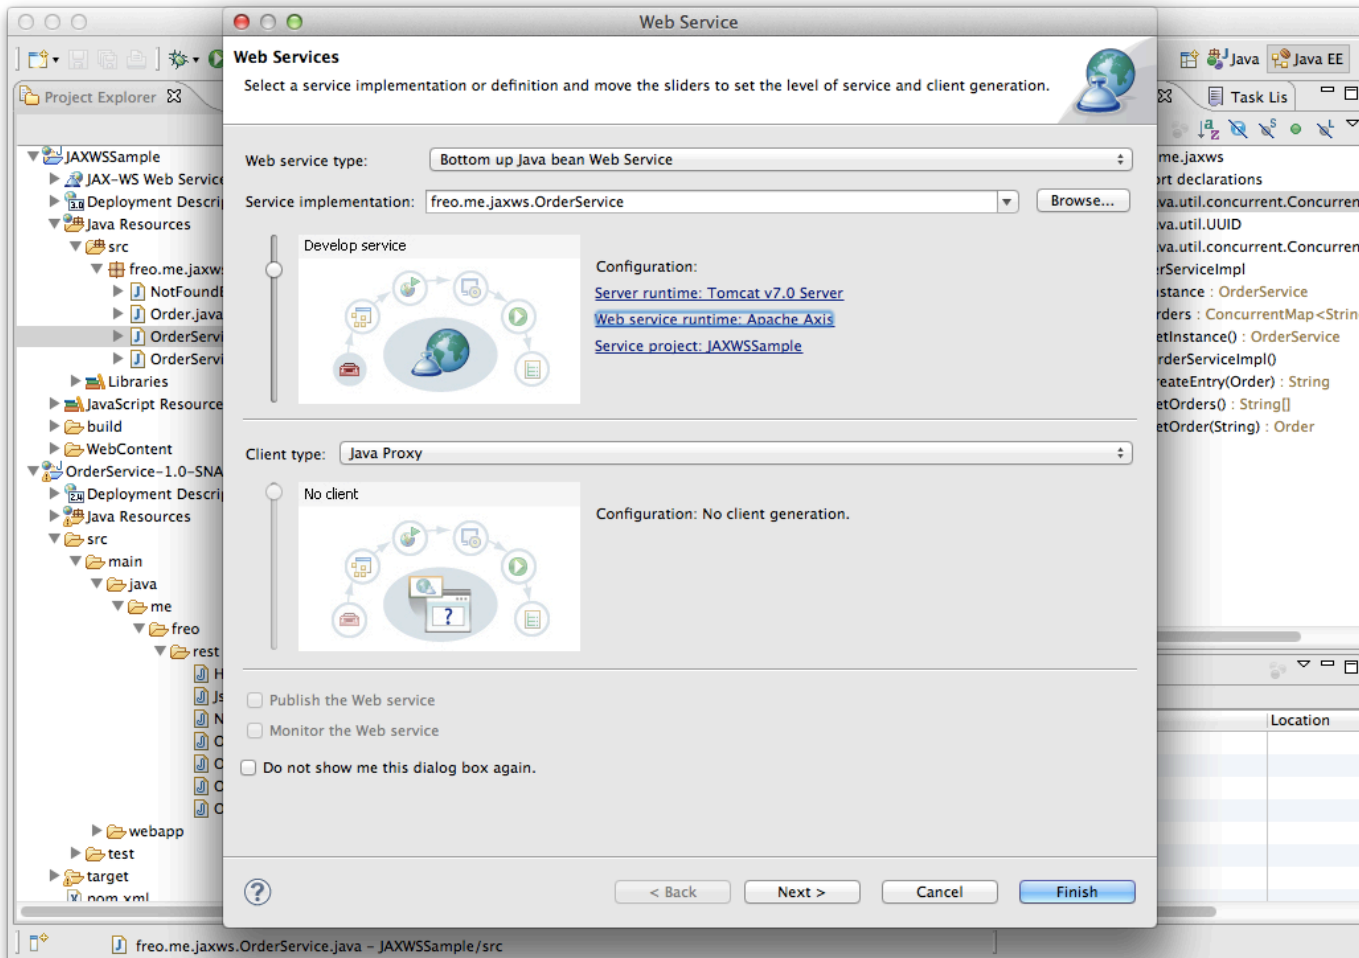 Web Service
Web Services
Select a service implementation or definition and move the sliders to set the level of service and client generation.
Java
Java EE
Project Explorer
Task Lis
JAXWSSample
JAX-WS Web Service
Deployment Descri
Java Resources
src
freo.me.jaxws
NotFoundE
Order.java
OrderServi
OrderServi
Libraries
JavaScript Resource
build
WebContent
OrderService-1.0-SNA
Deployment Descri
Java Resources
src
main
java
me
freo
rest
H
Js
N
O
O
O
O
webapp
test
target
pom.xml
Web service type:
Bottom up Java bean Web Service
Service implementation:
freo.me.jaxws.OrderService
Browse...
Develop service
Configuration:
Server runtime: Tomcat v7.0 Server
Web service runtime: Apache Axis
Service project: JAXWSSample
Client type:
Java Proxy
No client
Configuration: No client generation.
Publish the Web service
Monitor the Web service
Do not show me this dialog box again.
< Back
Next >
Cancel
Finish
me.jaxws
rt declarations
va.util.concurrent.Concurren
va.util.UUID
va.util.concurrent.Concurren
rServiceImpl
stance : OrderService
rders : ConcurrentMap<String
etInstance() : OrderService
rderServiceImpl()
reateEntry(Order) : String
etOrders() : String[]
etOrder(String) : Order
Location
freo.me.jaxws.OrderService.java - JAXWSSample/src